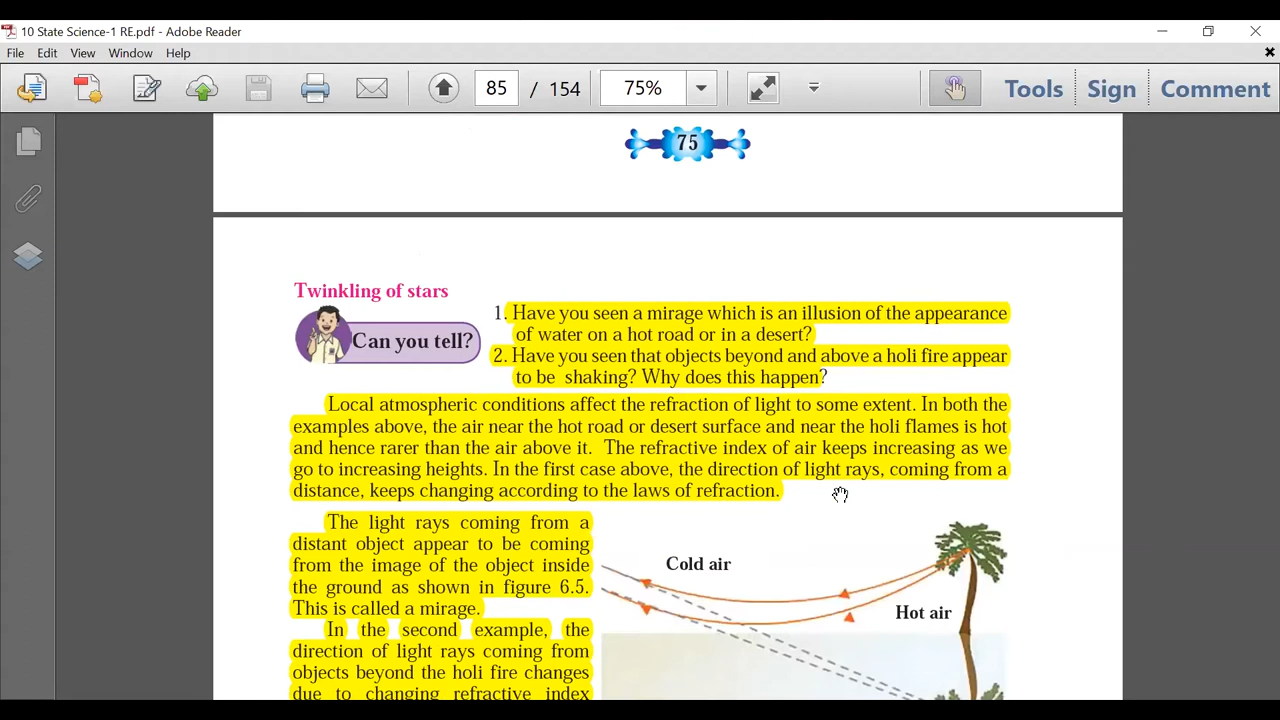 10 State Science-1 RE.pdf - Adobe Reader
File Edit View Window Help
85 / 154 75% Tools Sign Comment
75
Twinkling of stars
Can you tell?
1. Have you seen a mirage which is an illusion of the appearance
of water on a hot road or in a desert?
2. Have you seen that objects beyond and above a holi fire appear
to be shaking? Why does this happen?
Local atmospheric conditions affect the refraction of light to some extent. In both the
examples above, the air near the hot road or desert surface and near the holi flames is hot
and hence rarer than the air above it. The refractive index of air keeps increasing as we
go to increasing heights. In the first case above, the direction of light rays, coming from a
distance, keeps changing according to the laws of refraction.
The light rays coming from a
distant object appear to be coming
from the image of the object inside
the ground as shown in figure 6.5.
This is called a mirage.
In the second example, the
direction of light rays coming from
objects beyond the holi fire changes
due to changing refractive index
Cold air
Hot air